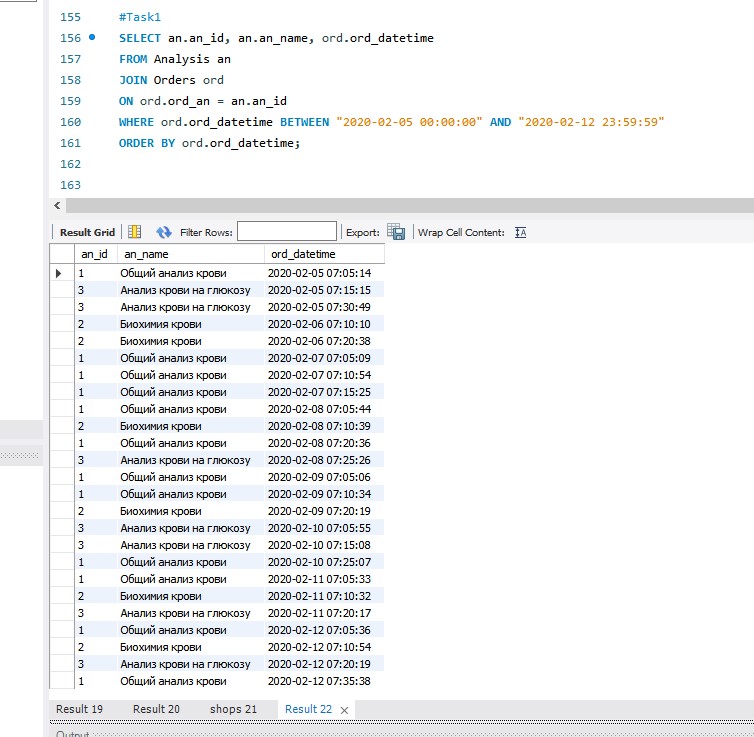 155 #Task1
156 SELECT an.an_id, an.an_name, ord.ord_datetime
157 FROM Analysis an
158 JOIN Orders ord
159 ON ord.ord_an = an.an_id
160 WHERE ord.ord_datetime BETWEEN "2020-02-05 00:00:00" AND "2020-02-12 23:59:59"
161 ORDER BY ord.ord_datetime;
162
163
Result Grid Filter Rows: Export: Wrap Cell Content:
an_id an_name ord_datetime
1 Общий анализ крови 2020-02-05 07:05:14
3 Анализ крови на глюкозу 2020-02-05 07:15:15
3 Анализ крови на глюкозу 2020-02-05 07:30:49
2 Биохимия крови 2020-02-06 07:10:10
2 Биохимия крови 2020-02-06 07:20:38
1 Общий анализ крови 2020-02-07 07:05:09
1 Общий анализ крови 2020-02-07 07:10:54
1 Общий анализ крови 2020-02-07 07:15:25
1 Общий анализ крови 2020-02-08 07:05:44
2 Биохимия крови 2020-02-08 07:10:39
1 Общий анализ крови 2020-02-08 07:20:36
3 Анализ крови на глюкозу 2020-02-08 07:25:26
1 Общий анализ крови 2020-02-09 07:05:06
1 Общий анализ крови 2020-02-09 07:10:34
2 Биохимия крови 2020-02-09 07:20:19
3 Анализ крови на глюкозу 2020-02-10 07:05:55
3 Анализ крови на глюкозу 2020-02-10 07:15:08
1 Общий анализ крови 2020-02-10 07:25:07
1 Общий анализ крови 2020-02-11 07:05:33
2 Биохимия крови 2020-02-11 07:10:32
3 Анализ крови на глюкозу 2020-02-11 07:20:17
1 Общий анализ крови 2020-02-12 07:05:36
2 Биохимия крови 2020-02-12 07:10:54
3 Анализ крови на глюкозу 2020-02-12 07:20:19
1 Общий анализ крови 2020-02-12 07:35:38
Result 19 Result 20 shops 21 Result 22
Output